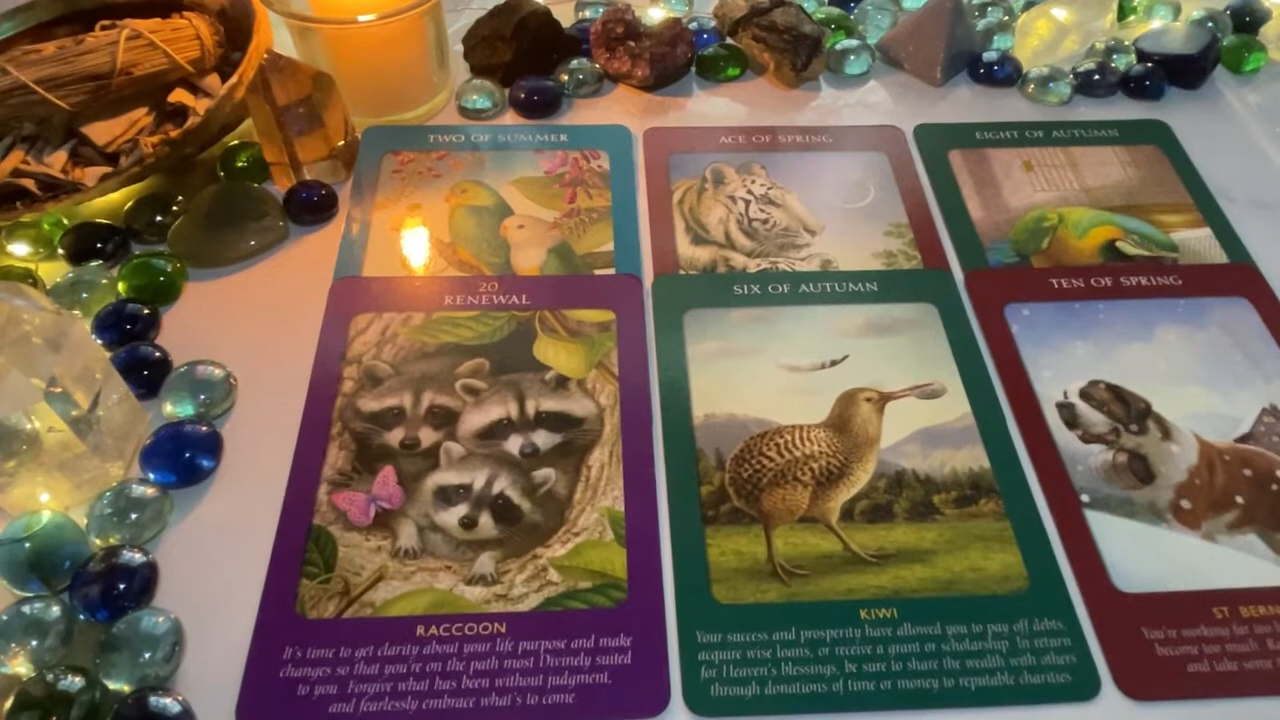 TWO OF SUMMER
ACE OF SPRING
EIGHT OF AUTUMN
20
RENEWAL
SIX OF AUTUMN
TEN OF SPRING
RACCOON
It's time to get clarity about your life purpose and make
changes so that you're on the path most Divinely suited
to you. Forgive what has been without judgment,
and fearlessly embrace what's to come.
KIWI
Your success and prosperity have allowed you to pay off debts,
acquire wise loans, or receive a grant or scholarship. In return
for Heaven's blessings, be sure to share the wealth with others
through donations of time or money to reputable charities.
ST. BERN
You're working far too
become too much.
and take some